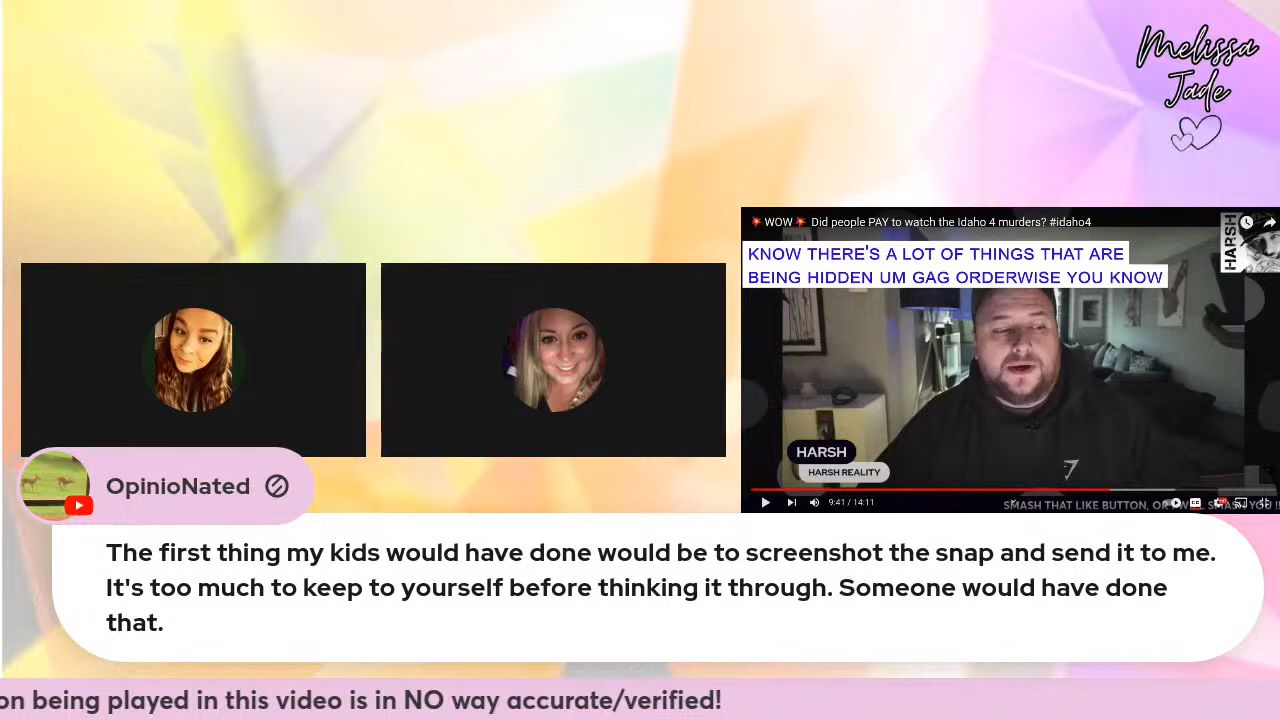 Melissa
Jade
💥WOW💥 Did people PAY to watch the Idaho 4 murders? #idaho4
HARSH
KNOW THERE'S A LOT OF THINGS THAT ARE
BEING HIDDEN UM GAG ORDERWISE YOU KNOW
HARSH
HARSH REALITY
9:41 / 14:11
SMASH THAT LIKE BUTTON, OR
SMASH YOU !!
OpinioNated
The first thing my kids would have done would be to screenshot the snap and send it to me.
It's too much to keep to yourself before thinking it through. Someone would have done
that.
on being played in this video is in NO way accurate/verified!